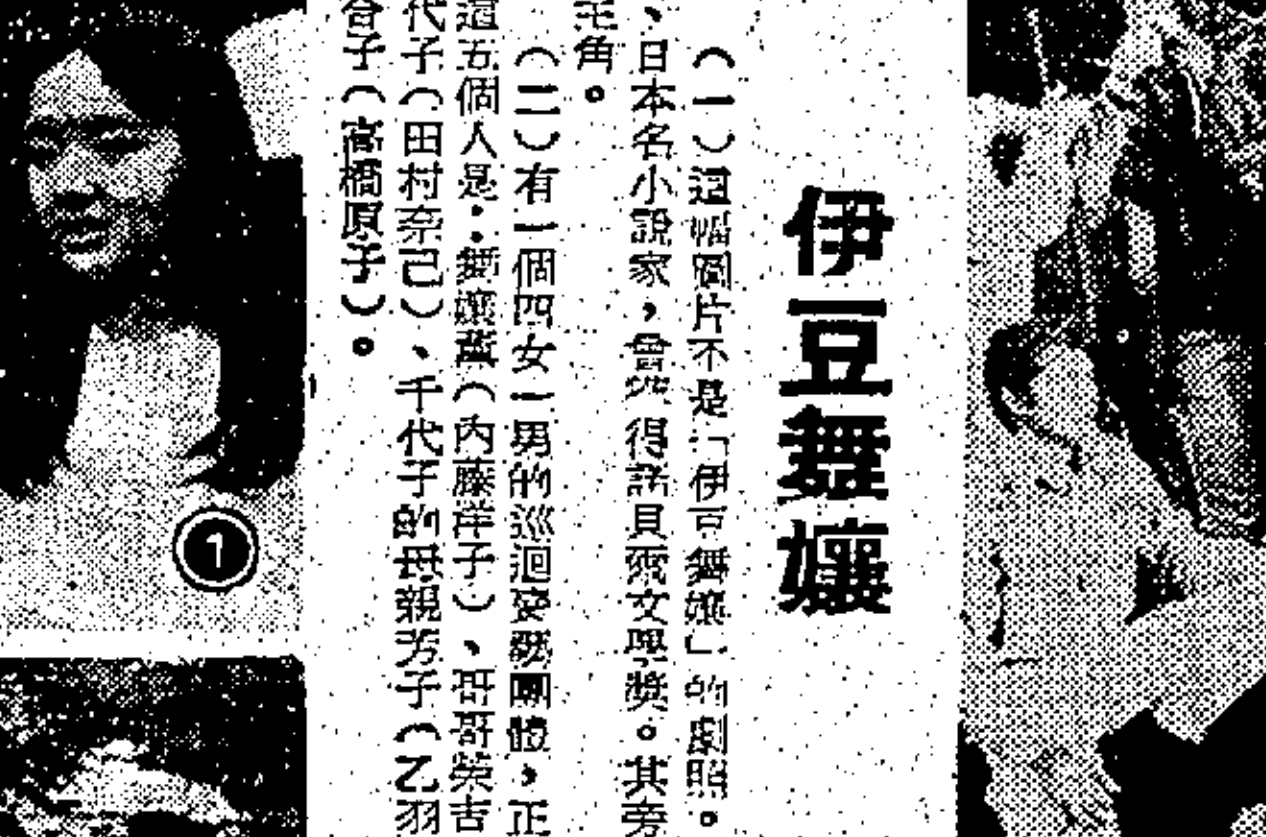 伊豆舞孃
(一)這幅圖片不是「伊豆舞孃」的劇照。
、日本名小說家,曾獲得諾貝爾文學獎。其旁
主角。
(二)有一個四女一男的巡迴表演團體,正
這五個人是:舞孃薰(內藤洋子)、哥哥榮吉
代子(田村奈己)、千代子的母親芳子(乙羽
合子(高橋原子)。
1